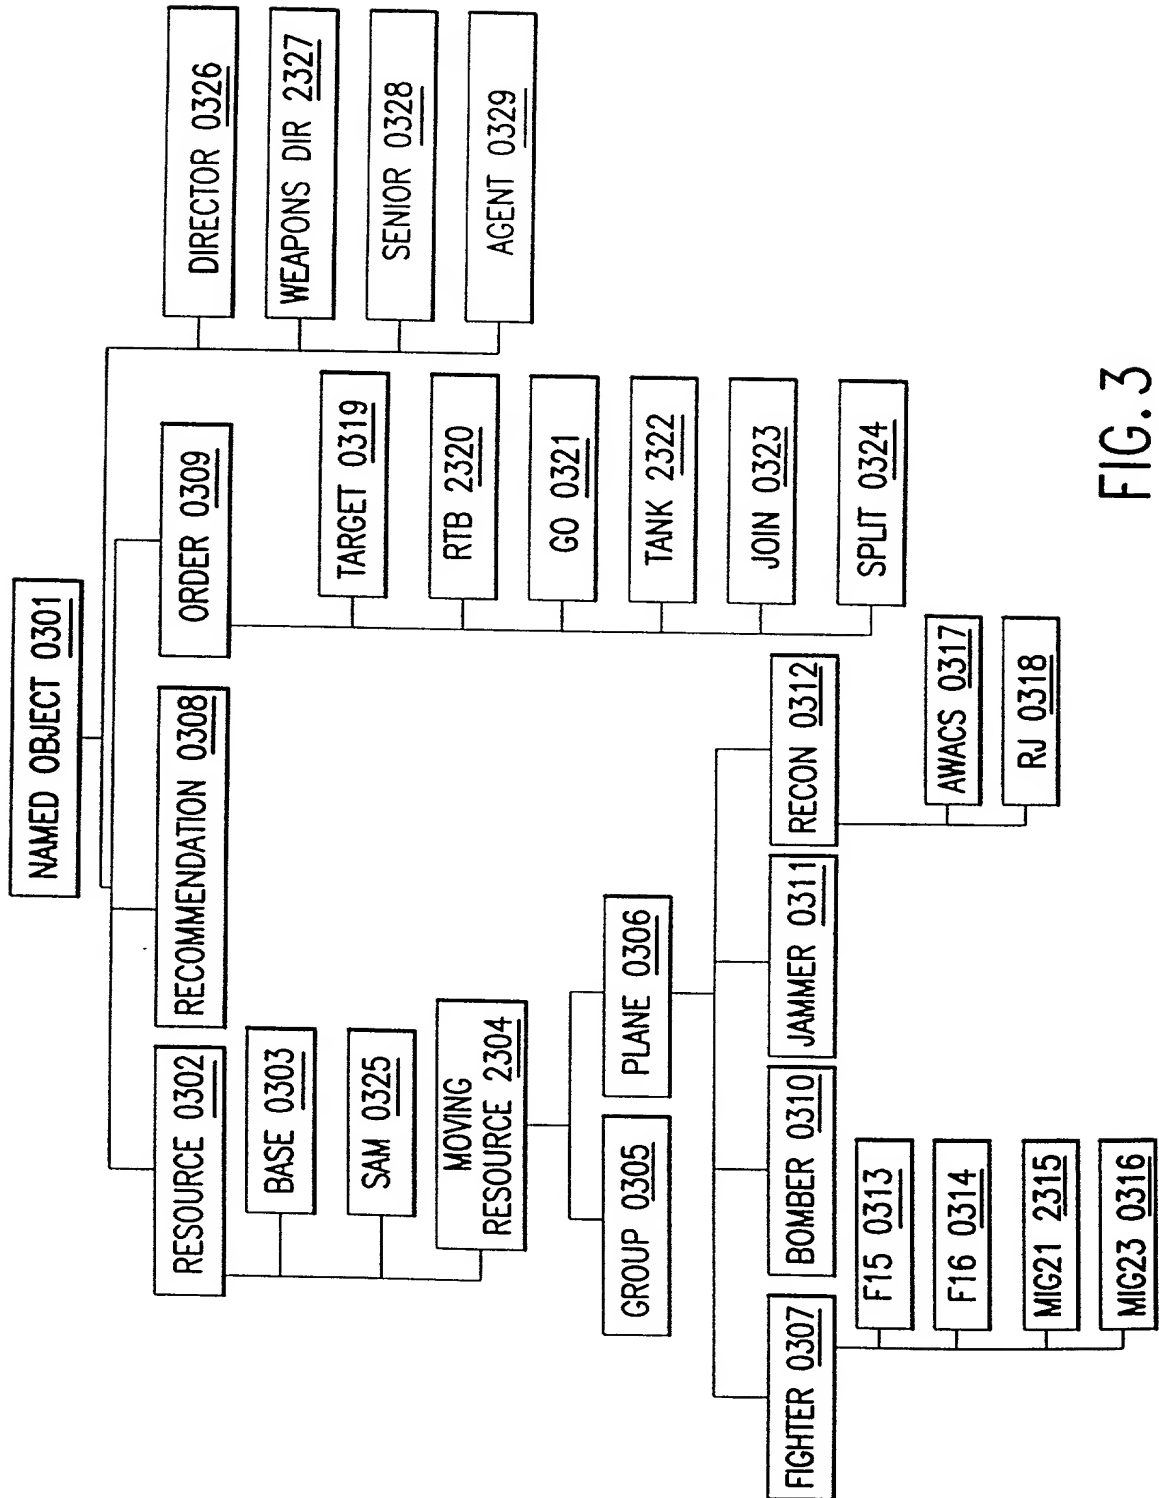 NAMED OBJECT 0301
RESOURCE 0302
RECOMMENDATION 0308
ORDER 0309
DIRECTOR 0326
WEAPONS DIR 2327
SENIOR 0328
AGENT 0329
BASE 0303
SAM 0325
MOVING
RESOURCE 2304
TARGET 0319
RTB 2320
GO 0321
TANK 2322
JOIN 0323
SPLIT 0324
GROUP 0305
PLANE 0306
FIGHTER 0307
BOMBER 0310
JAMMER 0311
RECON 0312
F15 0313
F16 0314
MIG21 2315
MIG23 0316
AWACS 0317
RJ 0318
FIG. 3